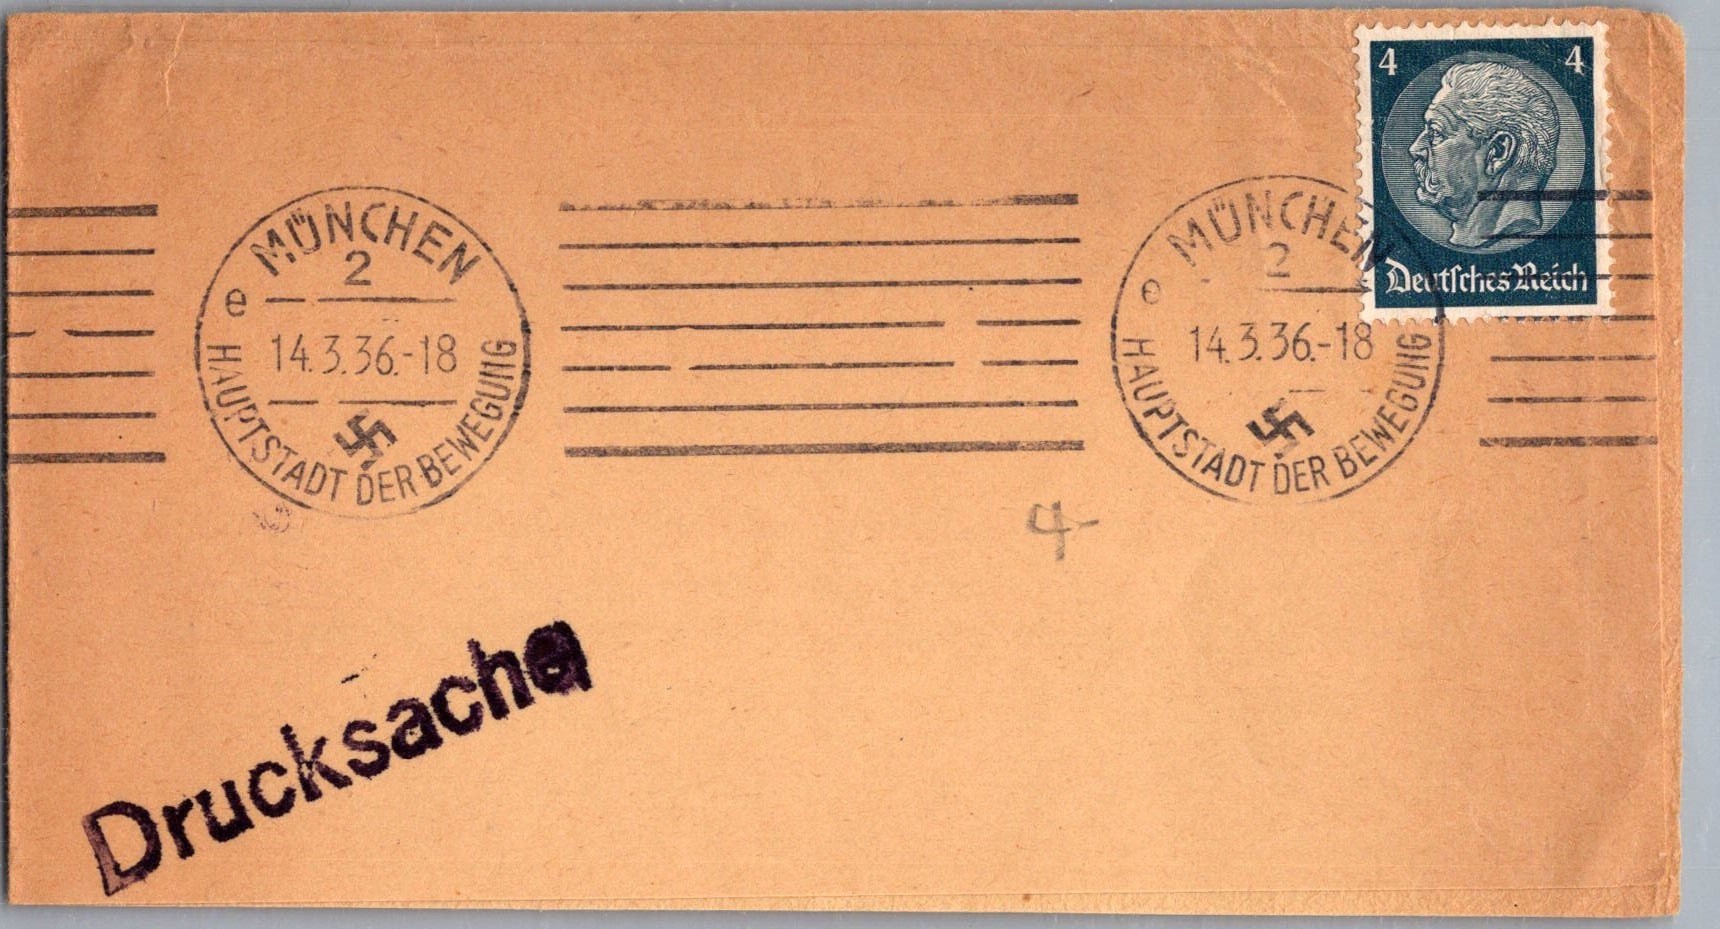 4 4
Deutsches Reich
MÜNCHEN
2
e
14.3.36.-18
HAUPTSTADT DER BEWEGUNG
MÜNCHEN
2
e
14.3.36.-18
HAUPTSTADT DER BEWEGUNG
4
Drucksache